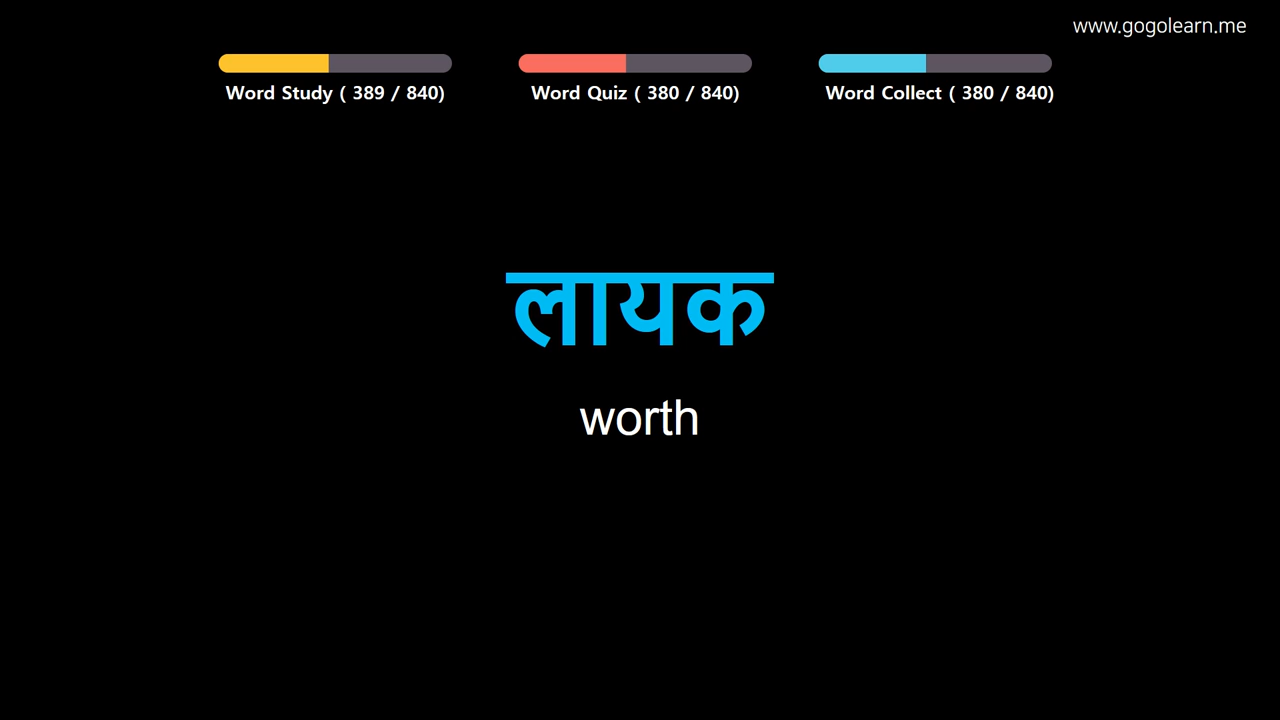 www.gogolearn.me
Word Study ( 389 / 840)
Word Quiz ( 380 / 840)
Word Collect ( 380 / 840)
लायक
worth